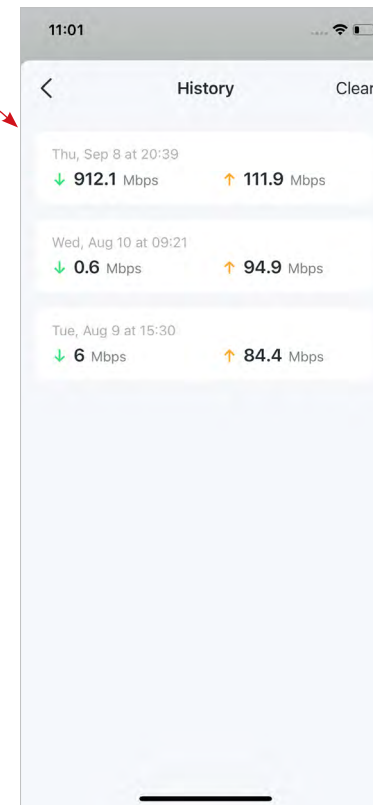 11:01
History Clear
Thu, Sep 8 at 20:39
↓ 912.1 Mbps ↑ 111.9 Mbps
Wed, Aug 10 at 09:21
↓ 0.6 Mbps ↑ 94.9 Mbps
Tue, Aug 9 at 15:30
↓ 6 Mbps ↑ 84.4 Mbps